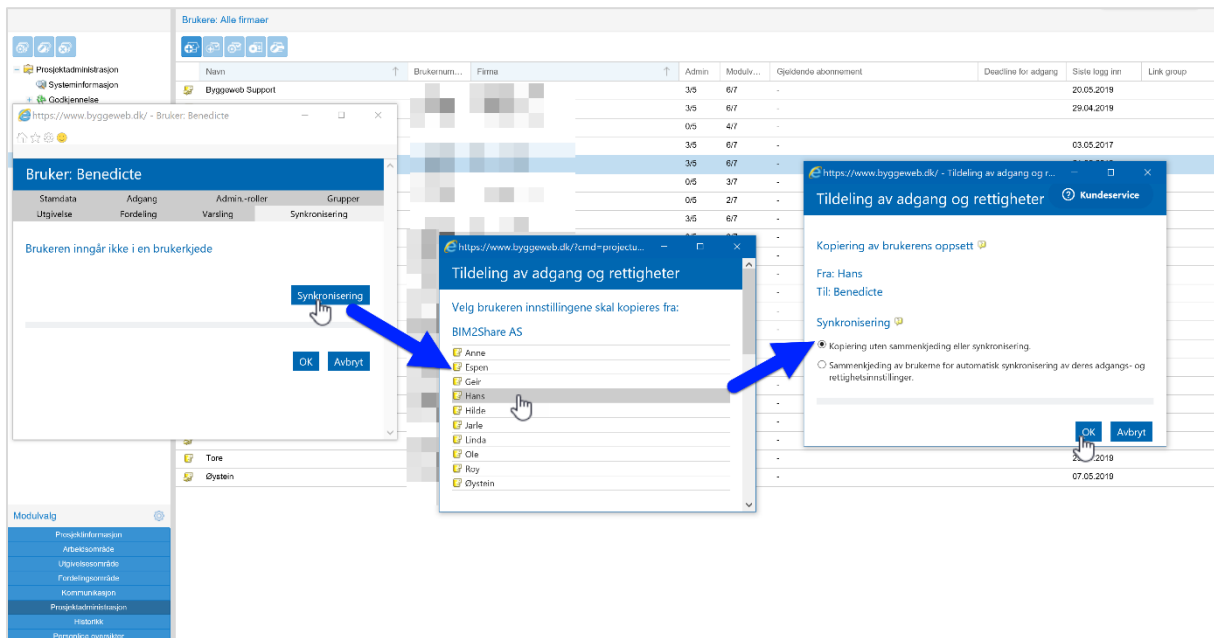 Brukere: Alle firmaer
Prosjektadministrasjon
Systeminformasjon
Godkjennelse
Navn Brukernum... Firma Admin Modulv... Gjeldende abonnement Deadline for adgang Siste logg inn Link group
Byggeweb Support 3/5 6/7 - 20.05.2019
3/5 6/7 - 29.04.2019
0/5 4/7 -
3/5 6/7 - 03.05.2017
3/5 6/7 -
0/5 3/7 -
0/5 2/7 -
3/5 6/7 -
Tore
Øystein - 07.05.2019
https://www.byggeweb.dk/ - Bruker: Benedicte
Bruker: Benedicte
Stamdata Adgang Admin.-roller Grupper
Utgivelse Fordeling Varsling Synkronisering
Brukeren inngår ikke i en brukerkjede
Synkronisering
OK Avbryt
https://www.byggeweb.dk/?cmd=projectu...
Tildeling av adgang og rettigheter
Velg brukeren innstillingene skal kopieres fra:
BIM2Share AS
Anne
Espen
Geir
Hans
Hilde
Jarle
Linda
Ole
Roy
Øystein
https://www.byggeweb.dk/ - Tildeling av adgang og r...
Tildeling av adgang og rettigheter
Kundeservice
Kopiering av brukerens oppsett
Fra: Hans
Til: Benedicte
Synkronisering
Kopiering uten sammenkjeding eller synkronisering.
Sammenkjeding av brukerne for automatisk synkronisering av deres adgangs- og
rettighetsinnstillinger.
OK Avbryt
Modulvalg
Prosjektinformasjon
Arbeidsområde
Utgivelsesområde
Fordelingsområde
Kommunikasjon
Prosjektadministrasjon
Historikk
Personlige oversikter